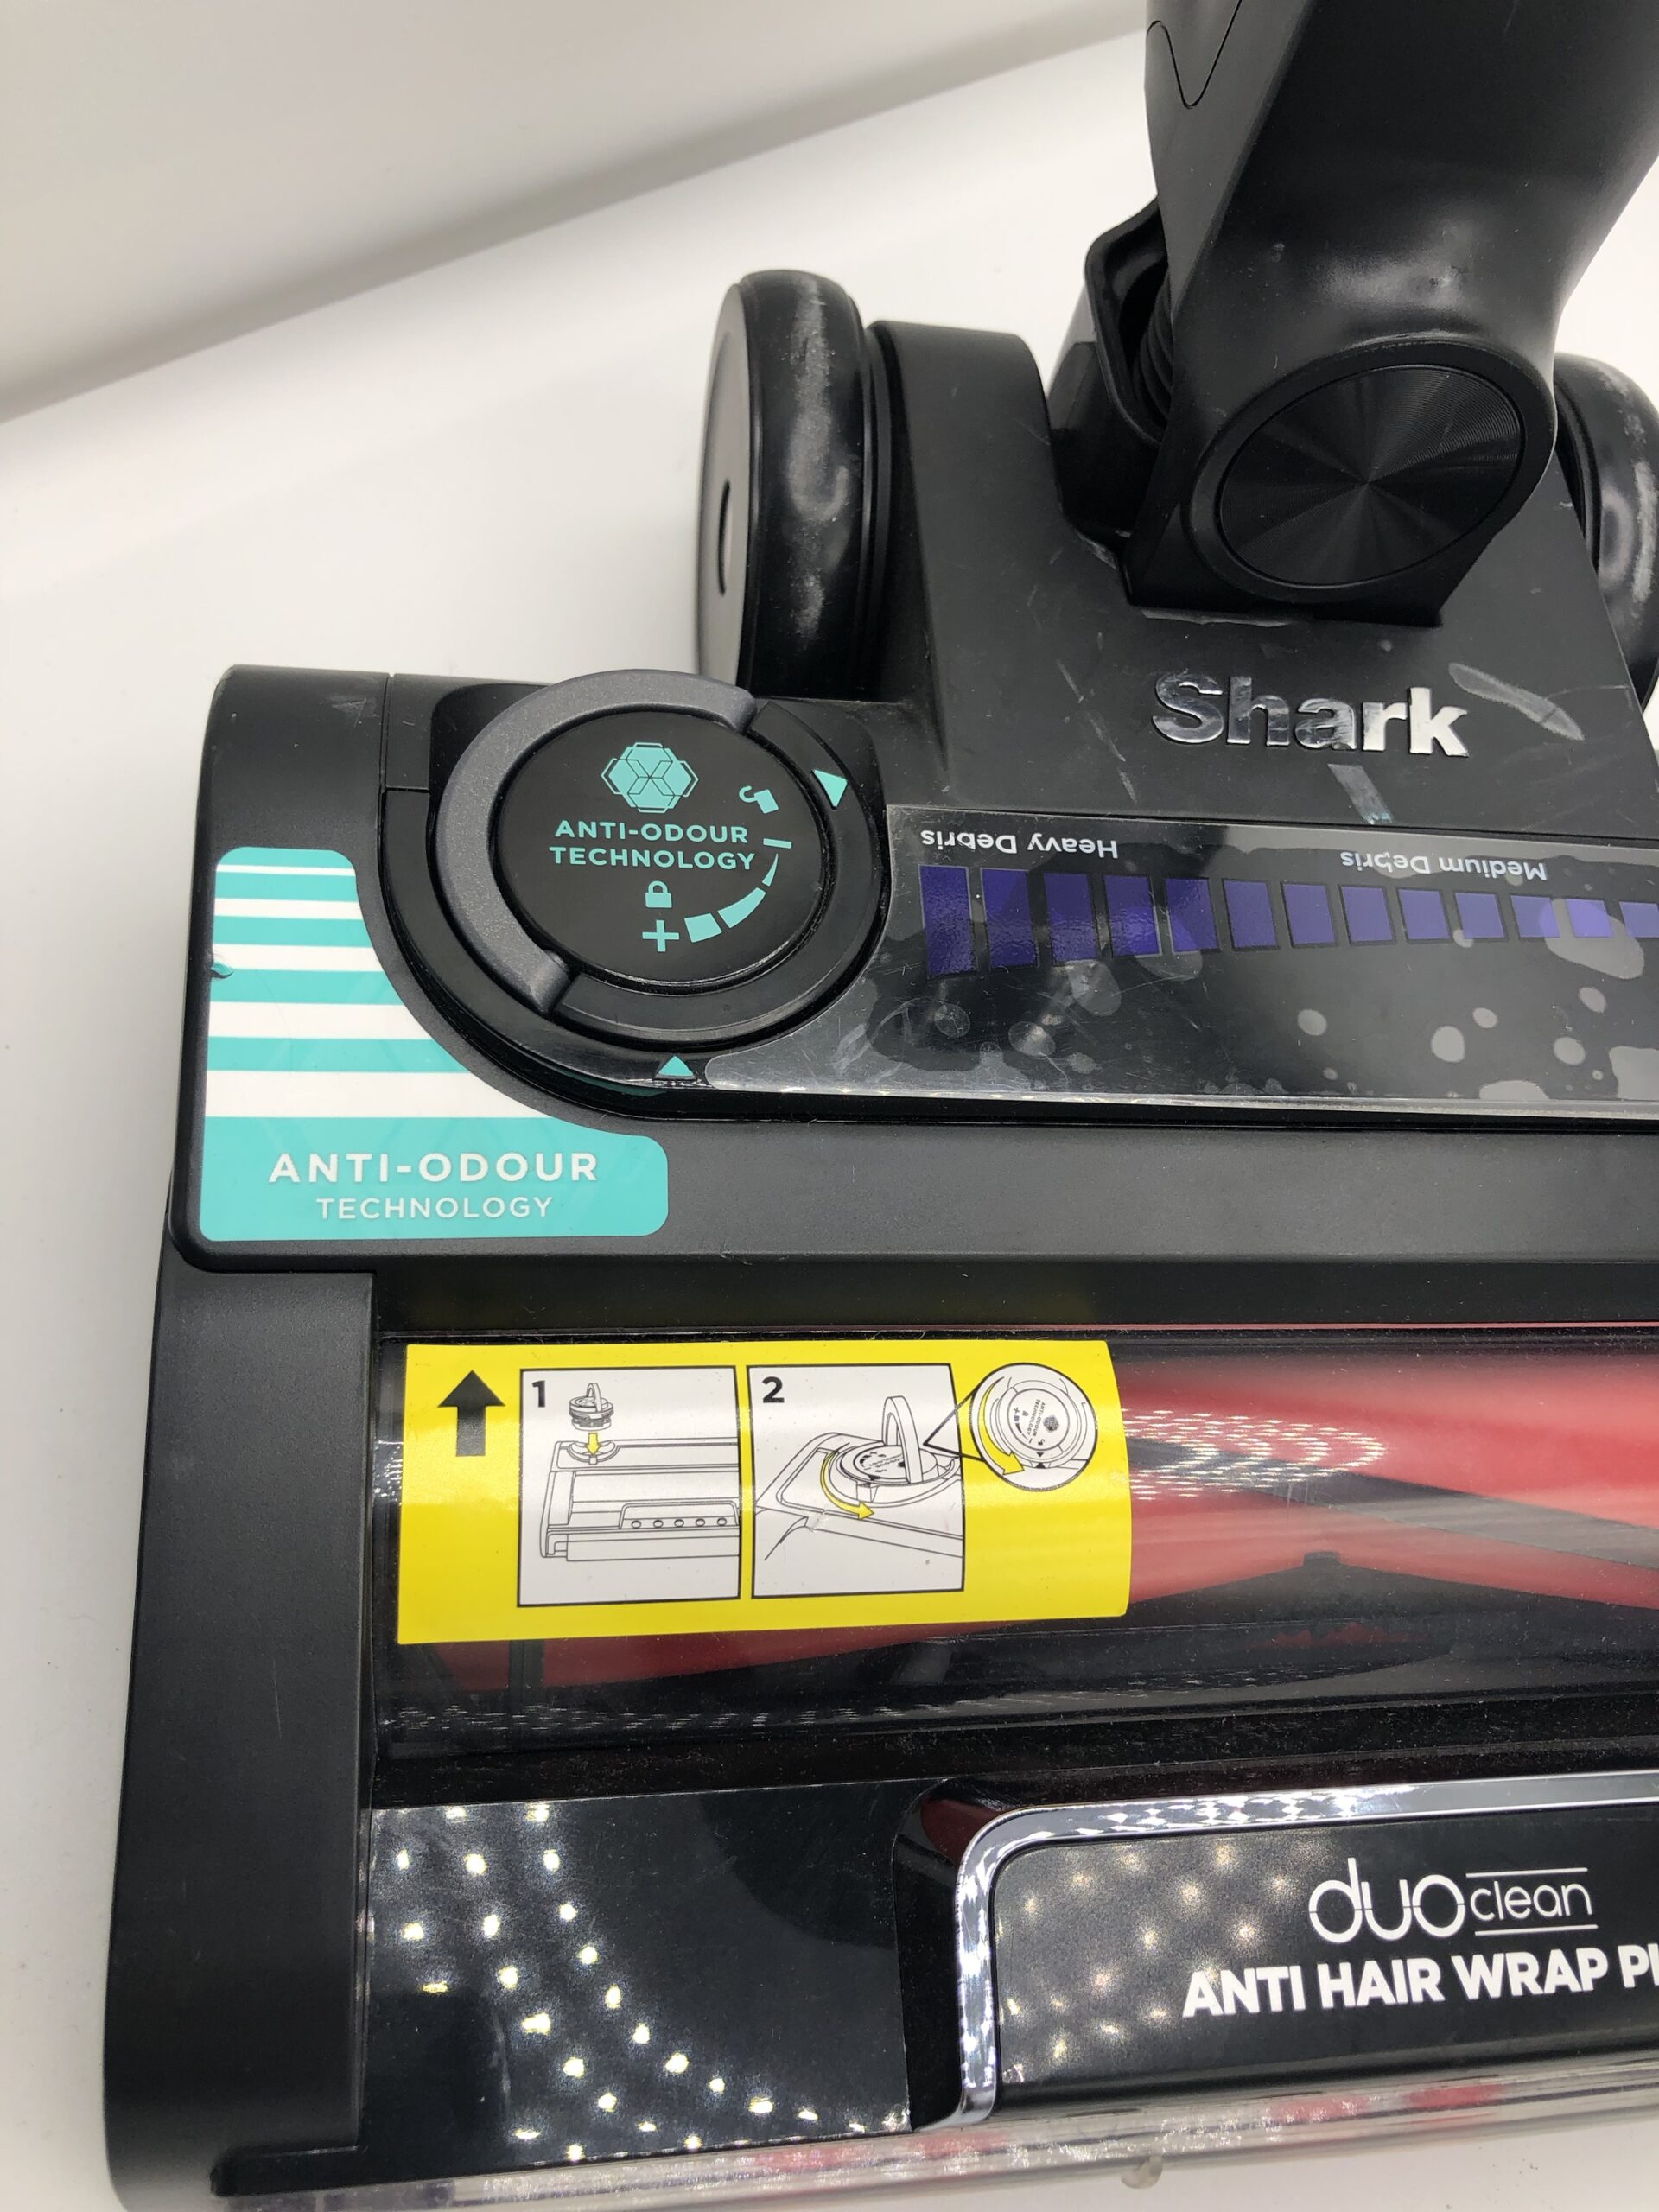 Shark
ANTI-ODOUR
TECHNOLOGY
Heavy Debris
Medium Debris
ANTI-ODOUR
TECHNOLOGY
1
2
duoclean
ANTI HAIR WRAP